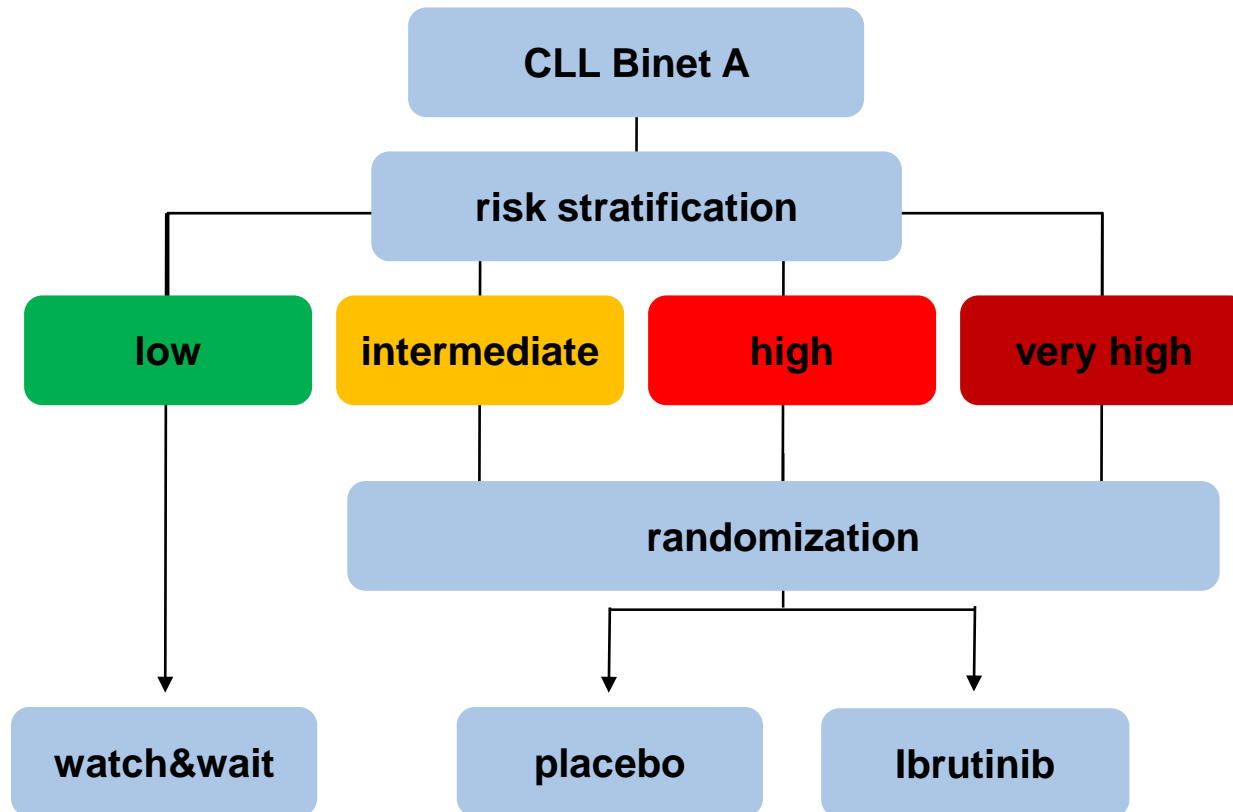 CLL Binet A
risk stratification
low
intermediate
high
very high
randomization
watch&wait
placebo
Ibrutinib